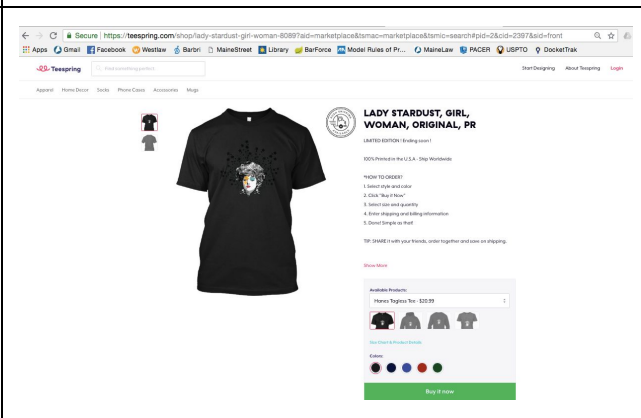 Secure | https://teespring.com/shop/lady-stardust-girl-woman-8089?aid=marketplace&tsmac=marketplace&tsmic=search#pid=2&cid=2397&sid=front
Apps Gmail Facebook Westlaw Barbri MaineStreet Library BarForce Model Rules of Pr... MaineLaw PACER USPTO DocketTrak
Teespring Find something perfect Start Designing About Teespring Login
Apparel Home Decor Socks Phone Cases Accessories Mugs
LADY STARDUST, GIRL,
WOMAN, ORIGINAL, PR
LIMITED EDITION ! Ending soon !
100% Printed in the U.S.A - Ship Worldwide
*HOW TO ORDER?
1. Select style and color
2. Click "Buy it Now"
3. Select size and quantity
4. Enter shipping and billing information
5. Done! Simple as that!
TIP: SHARE it with your friends, order together and save on shipping.
Show More
Available Products:
Hanes Tagless Tee - $20.99
Size Chart & Product Details
Colors:
Buy it now